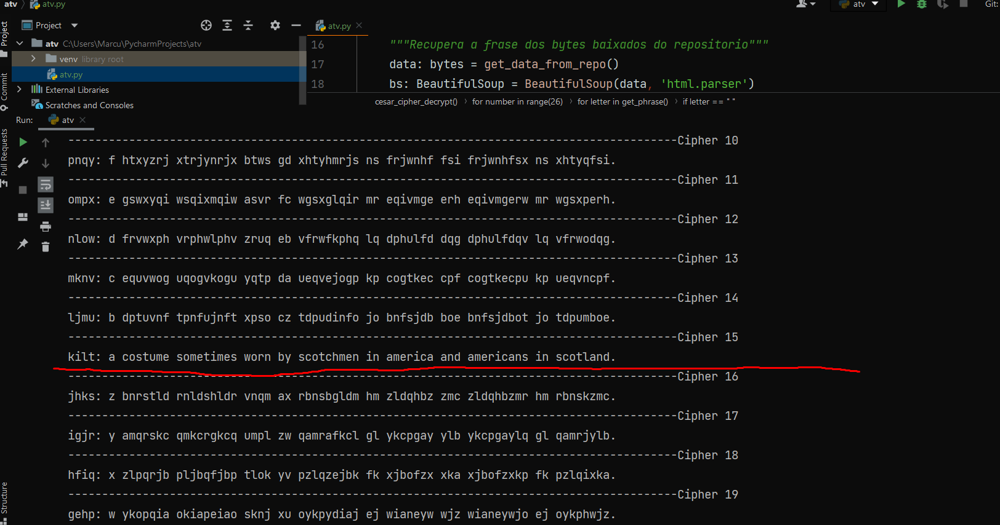 atv atv.py
atv Git:
Project
atv.py
Project
atv C:\Users\Marcu\PycharmProjects\atv
venv library root
atv.py
External Libraries
Scratches and Consoles
16 """Recupera a frase dos bytes baixados do repositorio"""
17 data: bytes = get_data_from_repo()
18 bs: BeautifulSoup = BeautifulSoup(data, 'html.parser')
cesar_cipher_decrypt() for number in range(26) for letter in get_phrase() if letter == " "
Commit
Pull Requests
Structure
Run: atv
------------------------------------------------------------------------------------------Cipher 10
pnqy: f htxyzrj xtrjynrjx btws gd xhtyhmrjs ns frjwnhf fsi frjwnhfsx ns xhtyqfsi.
------------------------------------------------------------------------------------------Cipher 11
ompx: e gswxyqi wsqixmqiw asvr fc wgsxglqir mr eqivmge erh eqivmgerw mr wgsxperh.
------------------------------------------------------------------------------------------Cipher 12
nlow: d frvwxph vrphwlphv zruq eb vfrwfkphq lq dphulfd dqg dphulfdqv lq vfrwodqg.
------------------------------------------------------------------------------------------Cipher 13
mknv: c equvwog uqogvkogu yqtp da ueqvejogp kp cogtkec cpf cogtkecpu kp ueqvncpf.
------------------------------------------------------------------------------------------Cipher 14
ljmu: b dptuvnf tpnfujnft xpso cz tdpudinfo jo bnfsjdb boe bnfsjdbot jo tdpumboe.
------------------------------------------------------------------------------------------Cipher 15
kilt: a costume sometimes worn by scotchmen in america and americans in scotland.
------------------------------------------------------------------------------------------Cipher 16
jhks: z bnrstld rnldshldr vnqm ax rbnsbgldm hm zldqhbz zmc zldqhbzmr hm rbnskzmc.
------------------------------------------------------------------------------------------Cipher 17
igjr: y amqrskc qmkcrgkcq umpl zw qamrafkcl gl ykcpgay ylb ykcpgaylq gl qamrjylb.
------------------------------------------------------------------------------------------Cipher 18
hfiq: x zlpqrjb pljbqfjbp tlok yv pzlqzejbk fk xjbofzx xka xjbofzxkp fk pzlqixka.
------------------------------------------------------------------------------------------Cipher 19
gehp: w ykopqia okiapeiao sknj xu oykpydiaj ej wianeyw wjz wianeywjo ej oykphwjz.